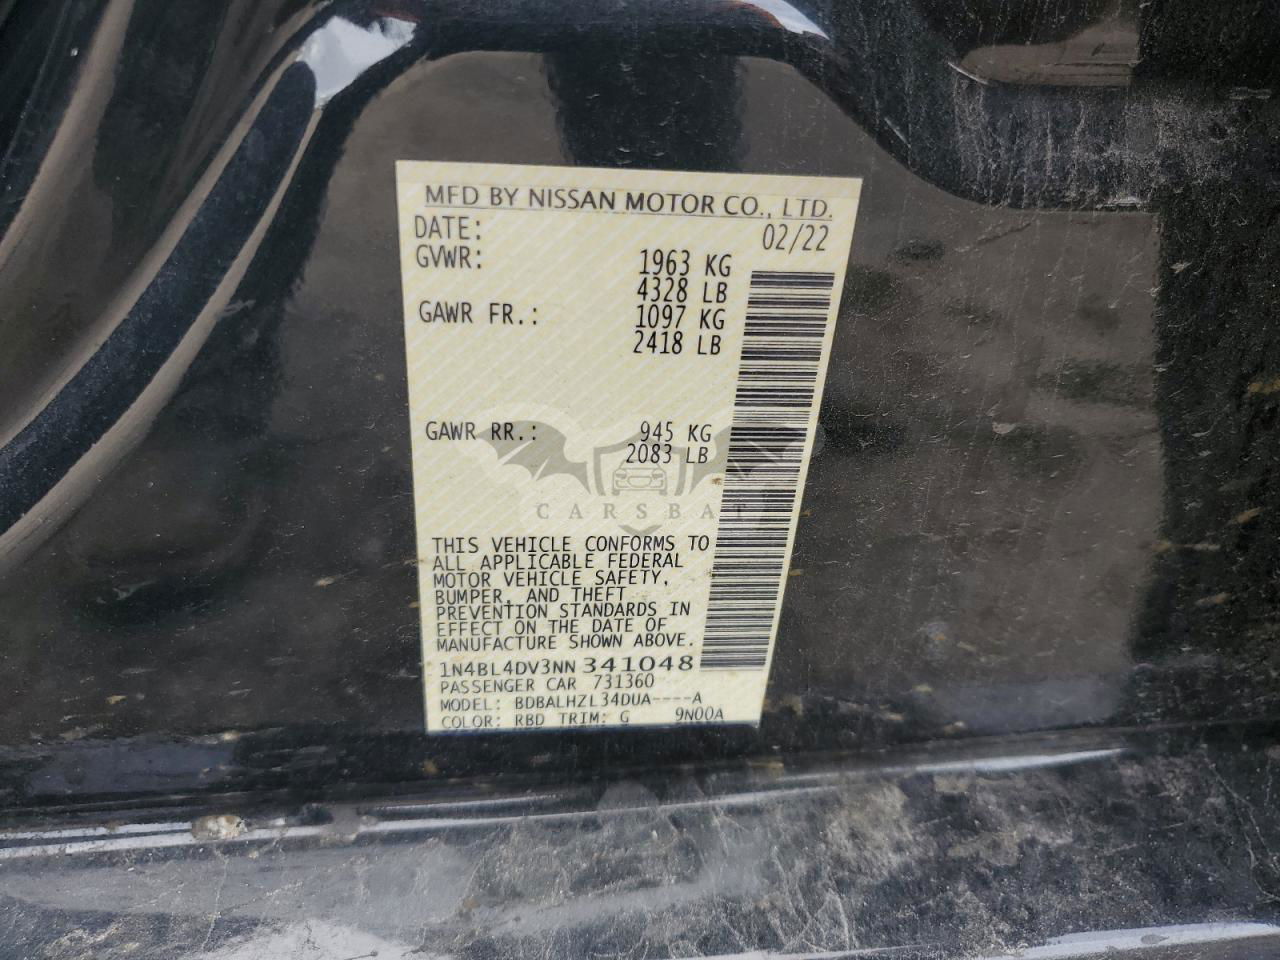 MFD BY NISSAN MOTOR CO., LTD.
DATE: 02/22
GVWR: 1963 KG
4328 LB
GAWR FR.: 1097 KG
2418 LB
GAWR RR.: 945 KG
2083 LB
CARSBAT
THIS VEHICLE CONFORMS TO
ALL APPLICABLE FEDERAL
MOTOR VEHICLE SAFETY,
BUMPER, AND THEFT
PREVENTION STANDARDS IN
EFFECT ON THE DATE OF
MANUFACTURE SHOWN ABOVE.
1N4BL4DV3NN 341048
PASSENGER CAR 731360
MODEL: BDBALHZL34DUA----A
COLOR: RBD TRIM: G 9N00A